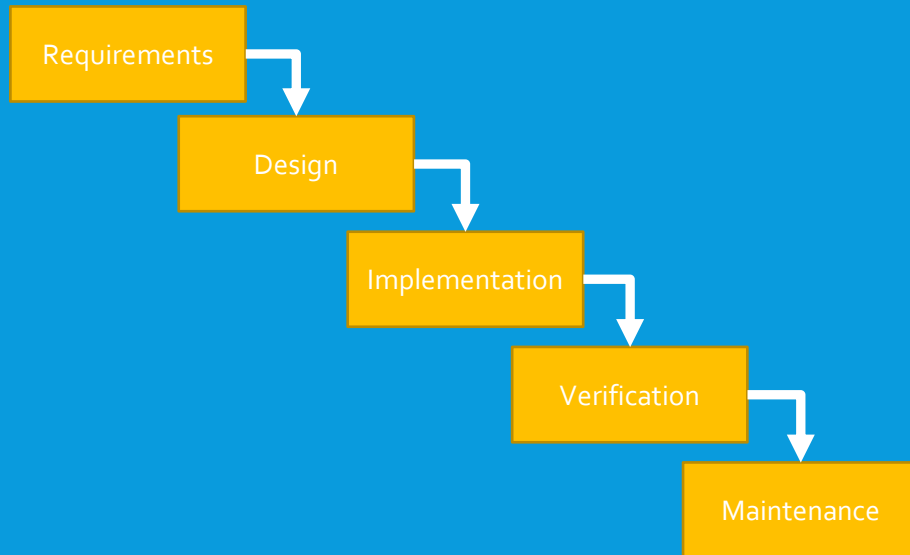 Requirements
Design
Implementation
Verification
Maintenance